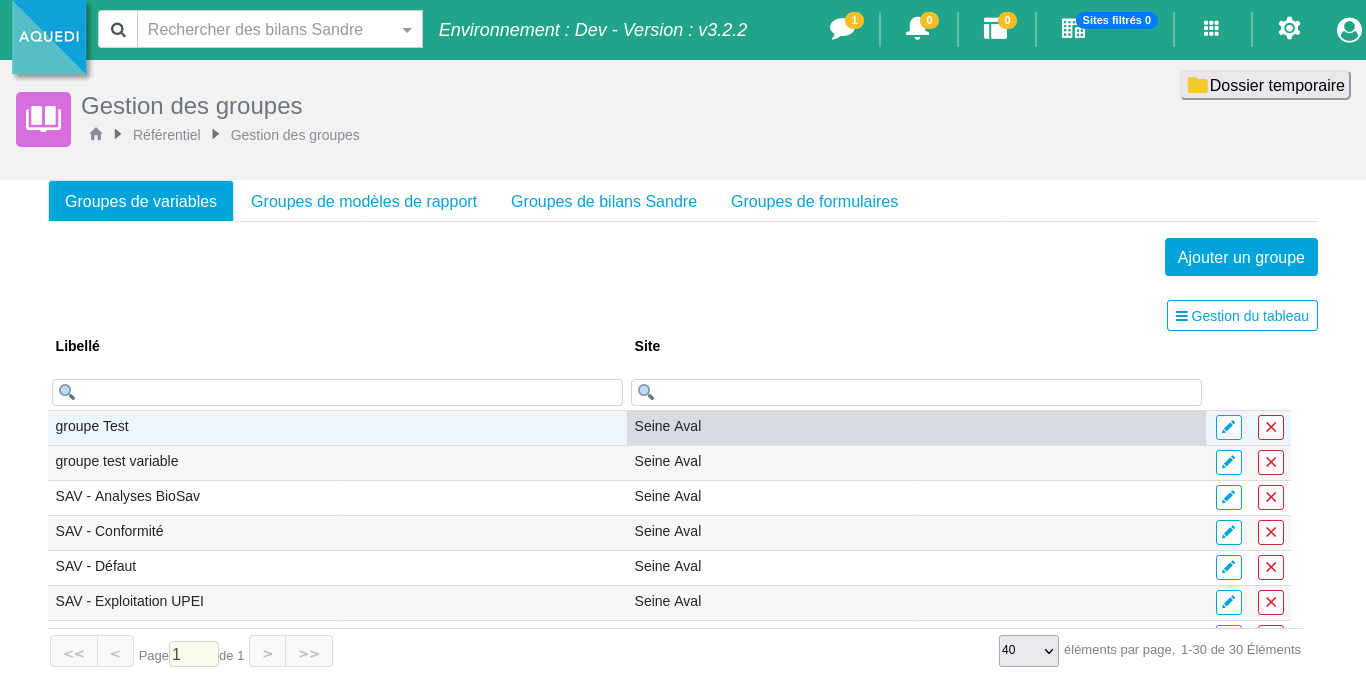 AQUEDI
Rechercher des bilans Sandre
Environnement : Dev - Version : v3.2.2
1
0
0
Sites filtrés 0
Dossier temporaire
Gestion des groupes
Référentiel Gestion des groupes
Groupes de variables Groupes de modèles de rapport Groupes de bilans Sandre Groupes de formulaires
Ajouter un groupe
Gestion du tableau
Libellé Site
groupe Test Seine Aval
groupe test variable Seine Aval
SAV - Analyses BioSav Seine Aval
SAV - Conformité Seine Aval
SAV - Défaut Seine Aval
SAV - Exploitation UPEI Seine Aval
<< < Page 1 de 1 > >> 40 éléments par page, 1-30 de 30 Éléments